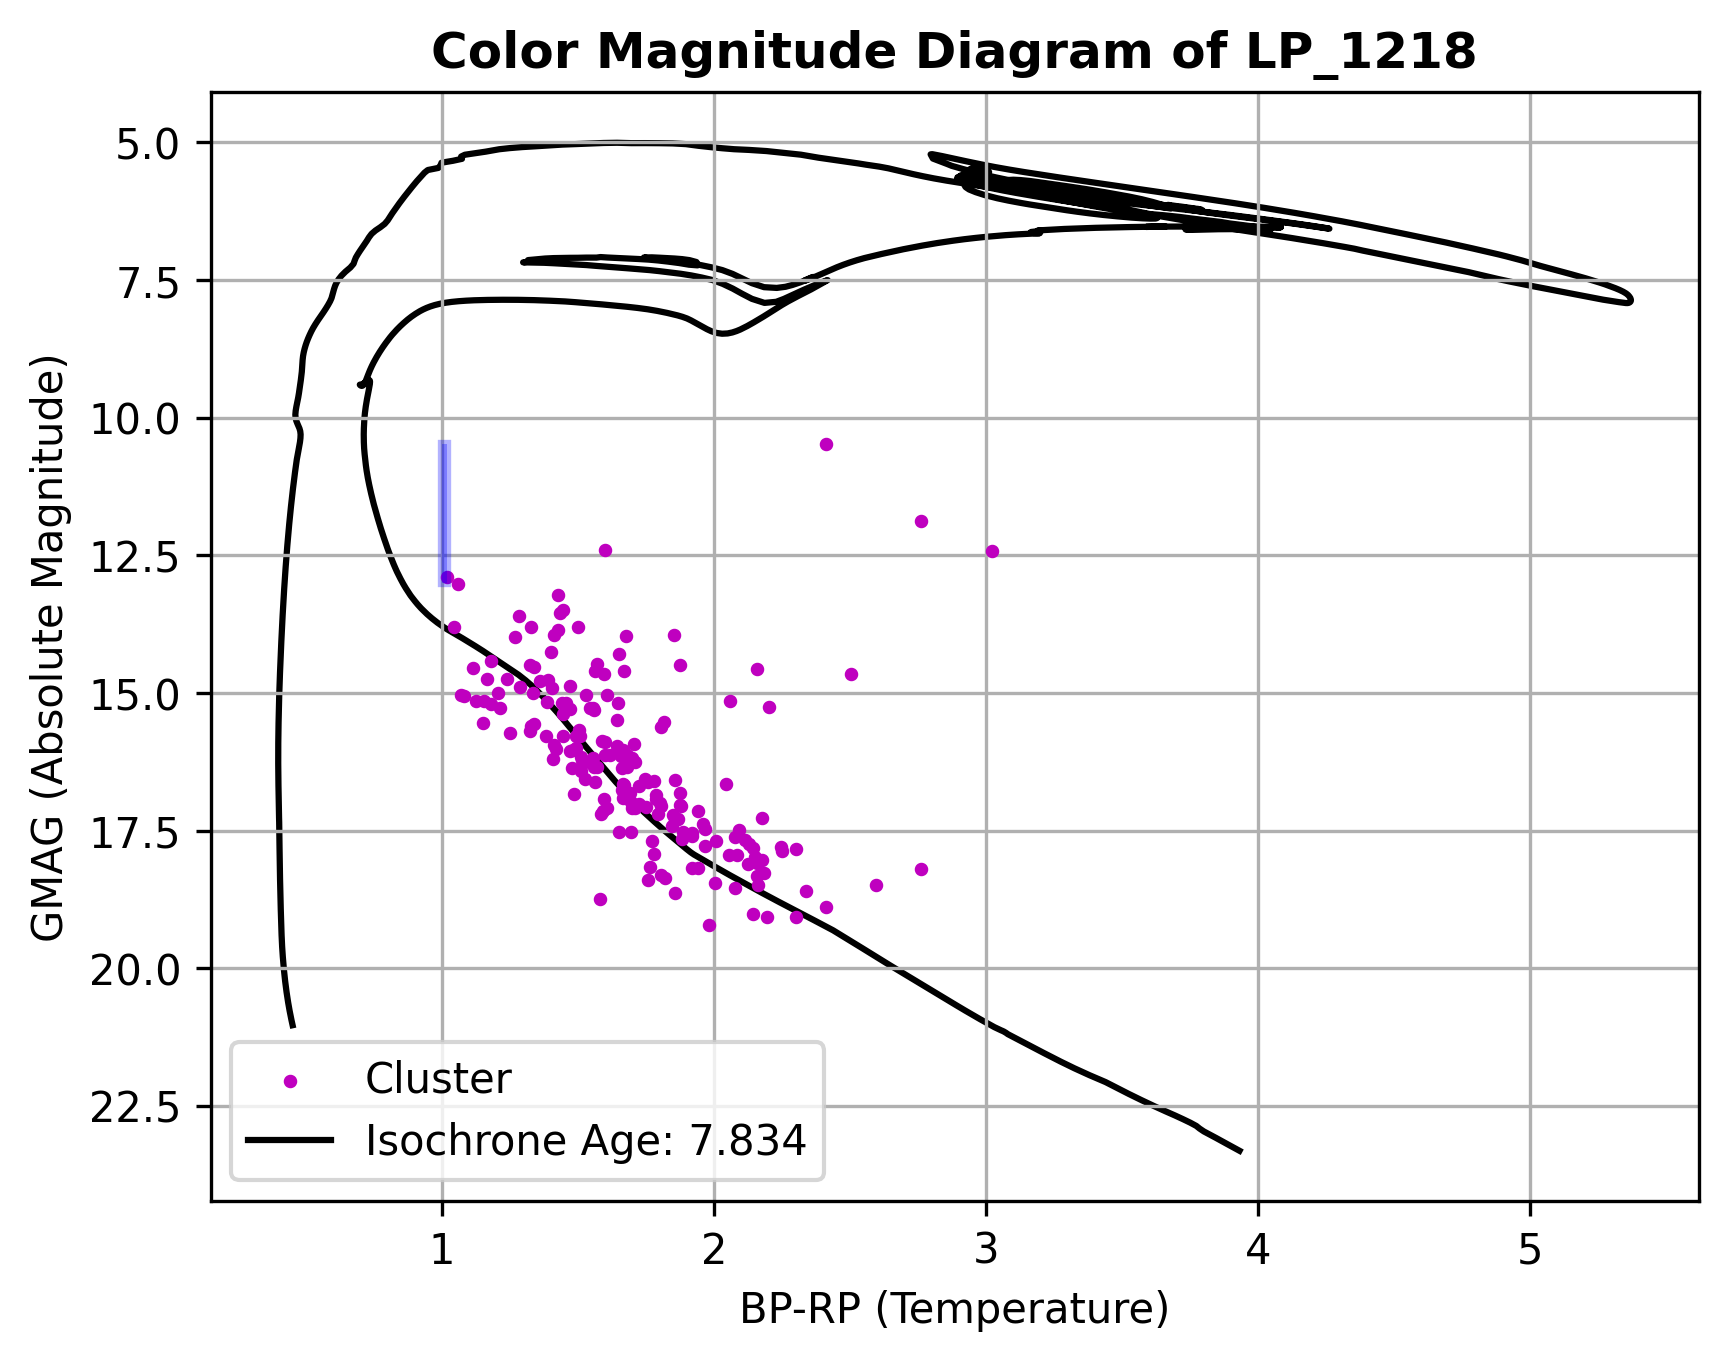 Color Magnitude Diagram of LP_1218
GMAG (Absolute Magnitude)
5.0
7.5
10.0
12.5
15.0
17.5
20.0
22.5
Cluster
Isochrone Age: 7.834
1 2 3 4 5
BP-RP (Temperature)